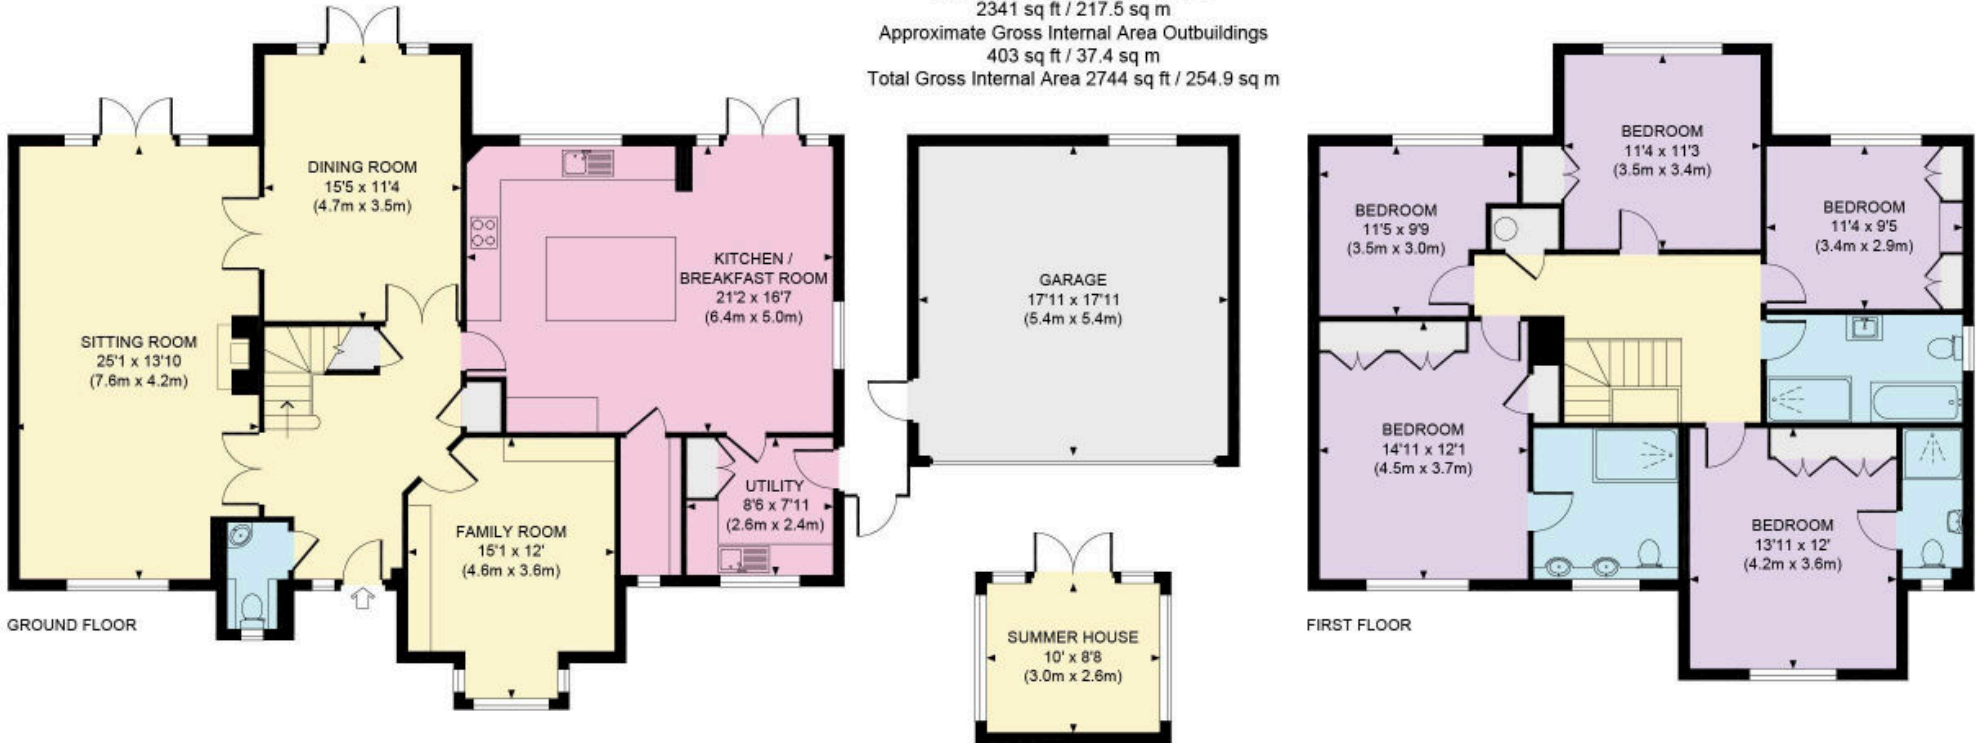 2341 sq ft / 217.5 sq m
Approximate Gross Internal Area Outbuildings
403 sq ft / 37.4 sq m
Total Gross Internal Area 2744 sq ft / 254.9 sq m
DINING ROOM
15'5 x 11'4
(4.7m x 3.5m)
SITTING ROOM
25'1 x 13'10
(7.6m x 4.2m)
KITCHEN /
BREAKFAST ROOM
21'2 x 16'7
(6.4m x 5.0m)
UTILITY
8'6 x 7'11
(2.6m x 2.4m)
FAMILY ROOM
15'1 x 12'
(4.6m x 3.6m)
GROUND FLOOR
GARAGE
17'11 x 17'11
(5.4m x 5.4m)
SUMMER HOUSE
10' x 8'8
(3.0m x 2.6m)
BEDROOM
11'4 x 11'3
(3.5m x 3.4m)
BEDROOM
11'5 x 9'9
(3.5m x 3.0m)
BEDROOM
11'4 x 9'5
(3.4m x 2.9m)
BEDROOM
14'11 x 12'1
(4.5m x 3.7m)
BEDROOM
13'11 x 12'
(4.2m x 3.6m)
FIRST FLOOR